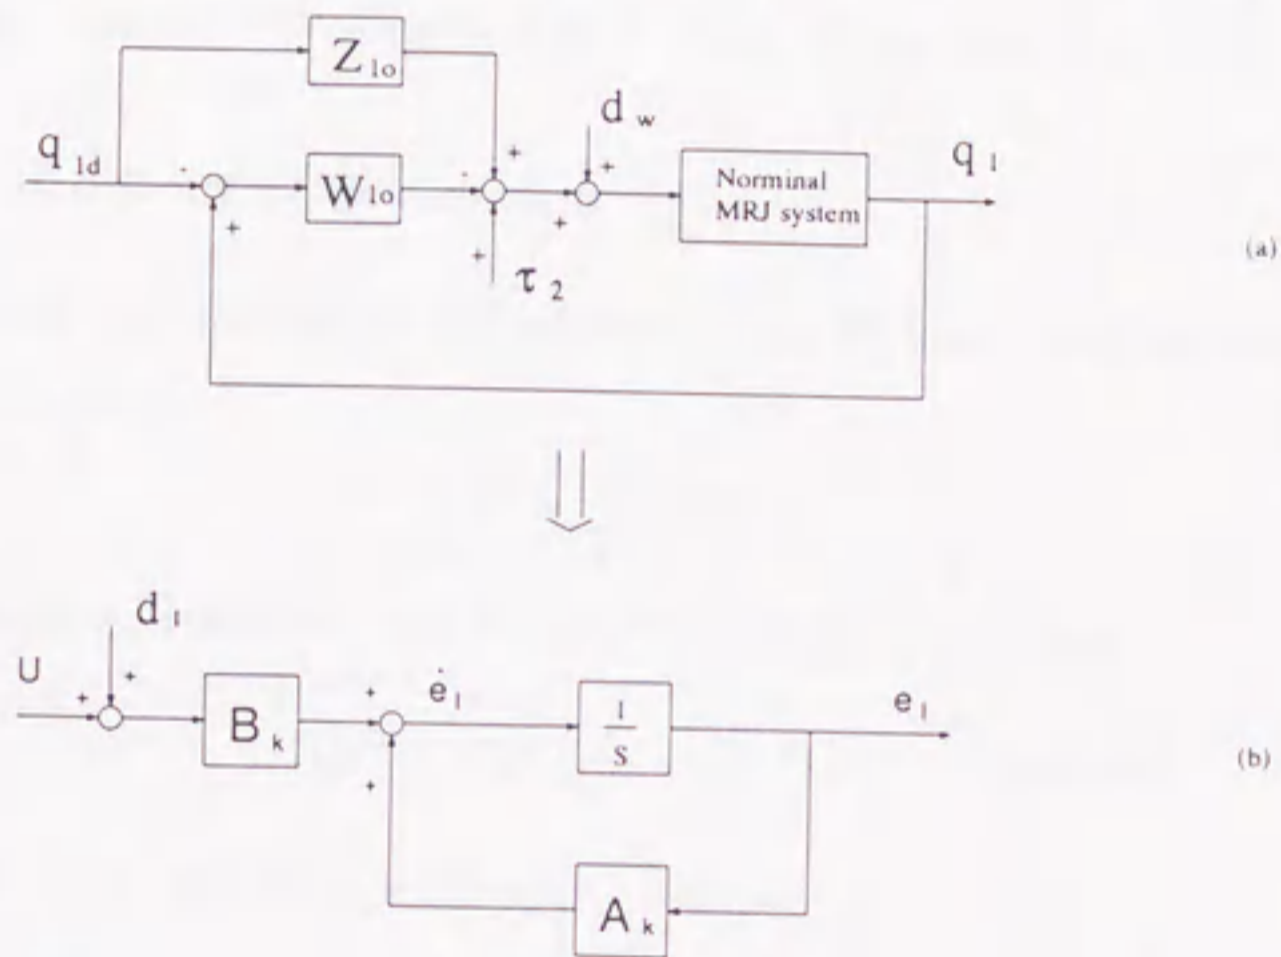 Z 1o
d w
q 1d
W 1o
Norminal
MRJ system
q 1
-
+
-
+
+
+
+
τ 2
(a)
d 1
U
+
+
B k
+
+
ė 1
1
S
e 1
(b)
A k